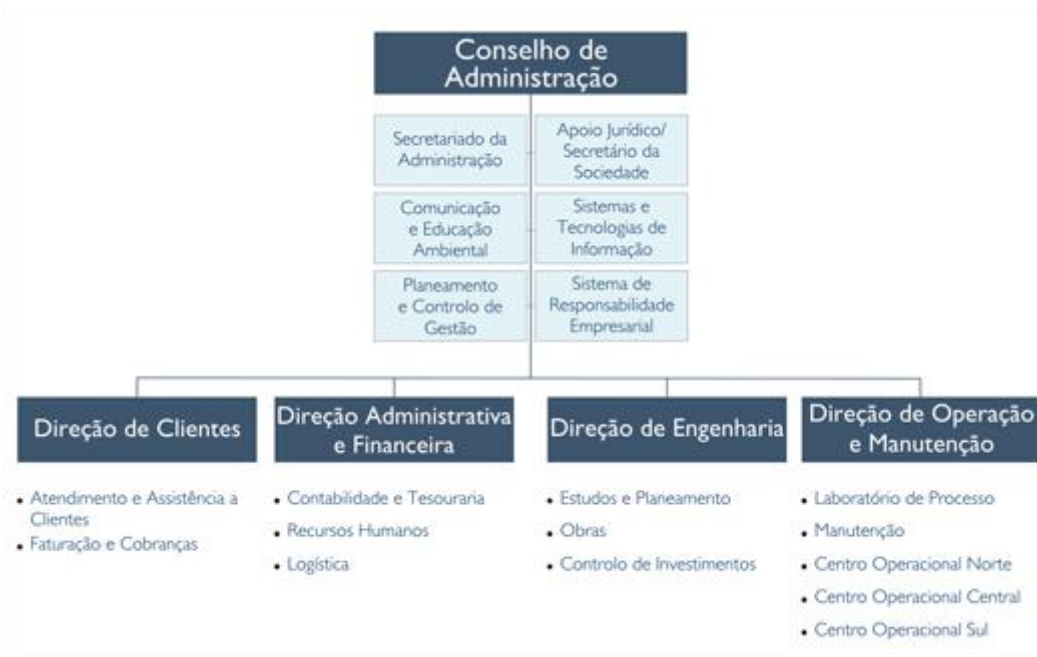 Conselho de
Administração
Secretariado da
Administração
Apoio Jurídico/
Secretário da
Sociedade
Comunicação
e Educação
Ambiental
Sistemas e
Tecnologias de
Informação
Planeamento
e Controlo de
Gestão
Sistema de
Responsabilidade
Empresarial
Direção de Clientes
• Atendimento e Assistência a
Clientes
• Faturação e Cobranças
Direção Administrativa
e Financeira
• Contabilidade e Tesouraria
• Recursos Humanos
• Logística
Direção de Engenharia
• Estudos e Planeamento
• Obras
• Controlo de Investimentos
Direção de Operação
e Manutenção
• Laboratório de Processo
• Manutenção
• Centro Operacional Norte
• Centro Operacional Central
• Centro Operacional Sul